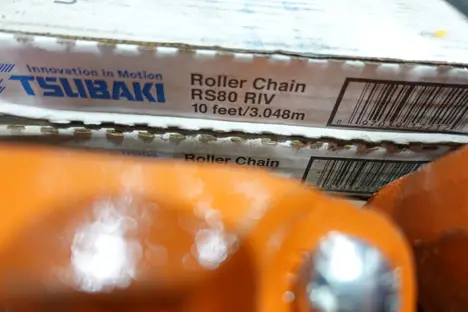 Innovation in Motion
TSUBAKI
Roller Chain
RS80 RIV
10 feet/3.048m
Roller Chain